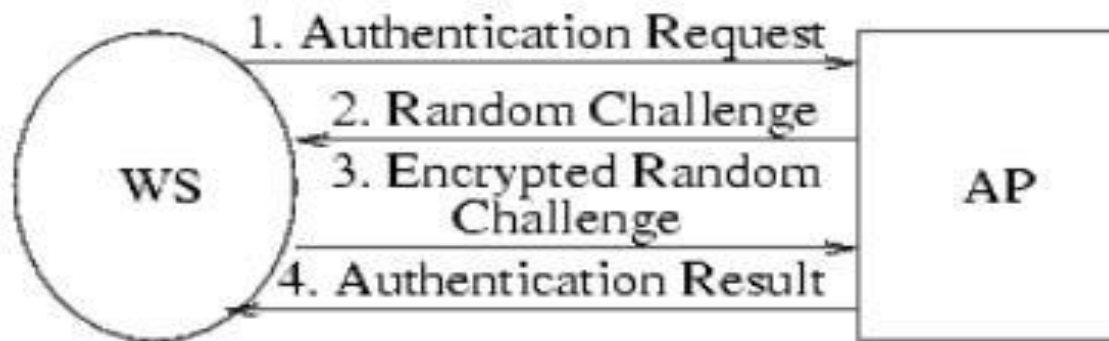 1. Authentication Request
2. Random Challenge
WS
3. Encrypted Random
Challenge
AP
4. Authentication Result